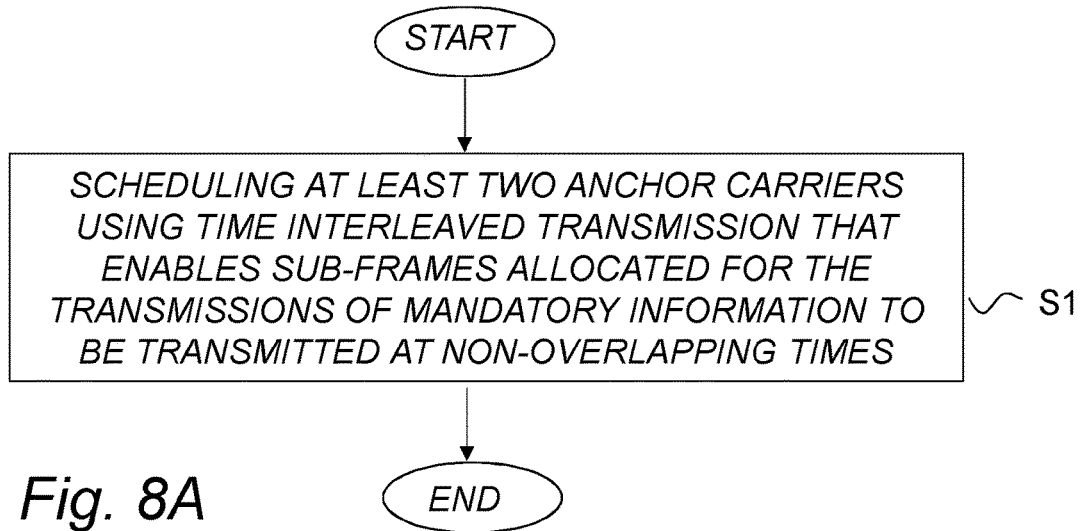 START
SCHEDULING AT LEAST TWO ANCHOR CARRIERS
USING TIME INTERLEAVED TRANSMISSION THAT
ENABLES SUB-FRAMES ALLOCATED FOR THE
TRANSMISSIONS OF MANDATORY INFORMATION TO
BE TRANSMITTED AT NON-OVERLAPPING TIMES
S1
END
Fig. 8A